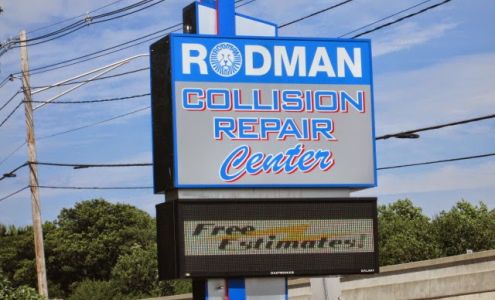 RODMAN
COLLISION
REPAIR
Center
Free
Estimates!